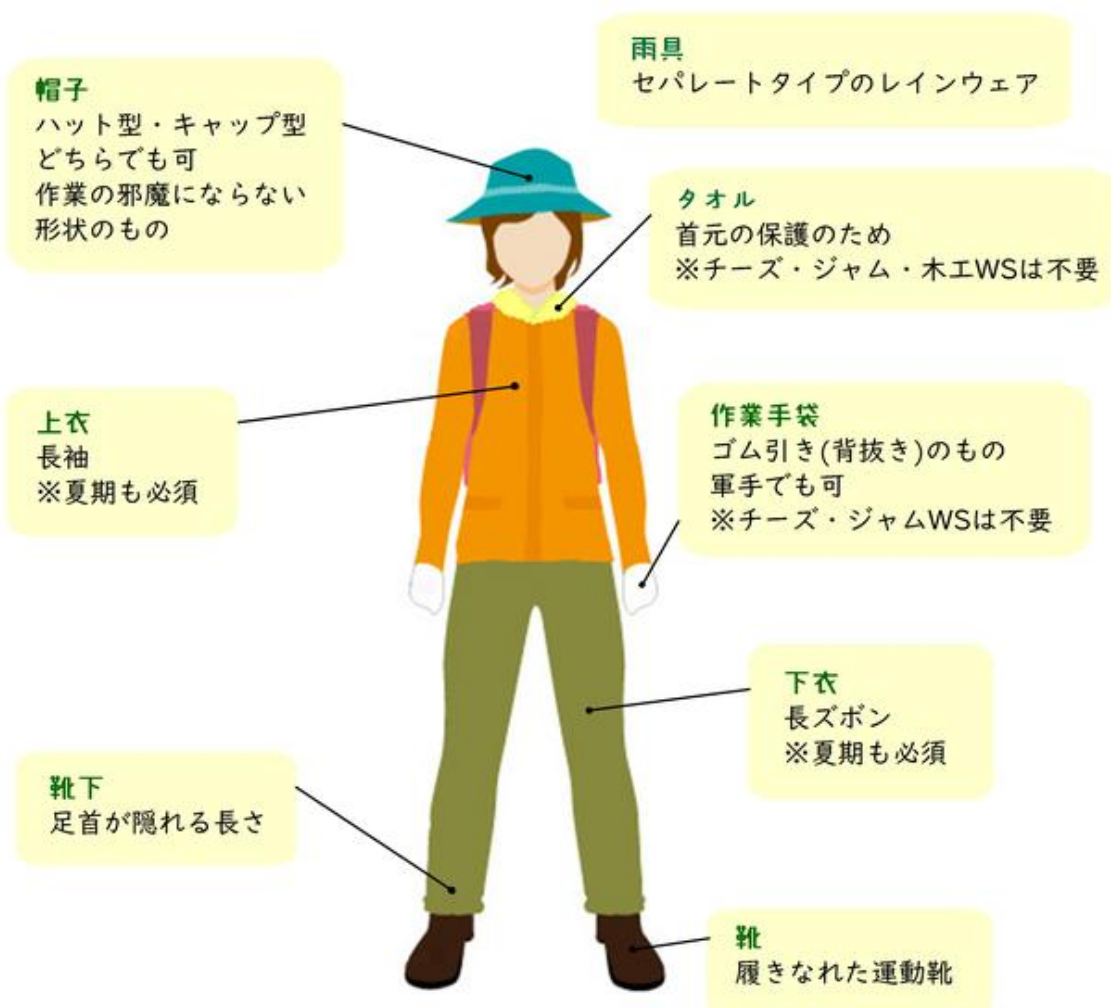 雨具
セパレートタイプのレインウェア
帽子
ハット型・キャップ型
どちらでも可
作業の邪魔にならない
形状のもの
タオル
首元の保護のため
※チーズ・ジャム・木工WSは不要
上衣
長袖
※夏期も必須
作業手袋
ゴム引き(背抜き)のもの
軍手でも可
※チーズ・ジャムWSは不要
下衣
長ズボン
※夏期も必須
靴下
足首が隠れる長さ
靴
履きなれた運動靴